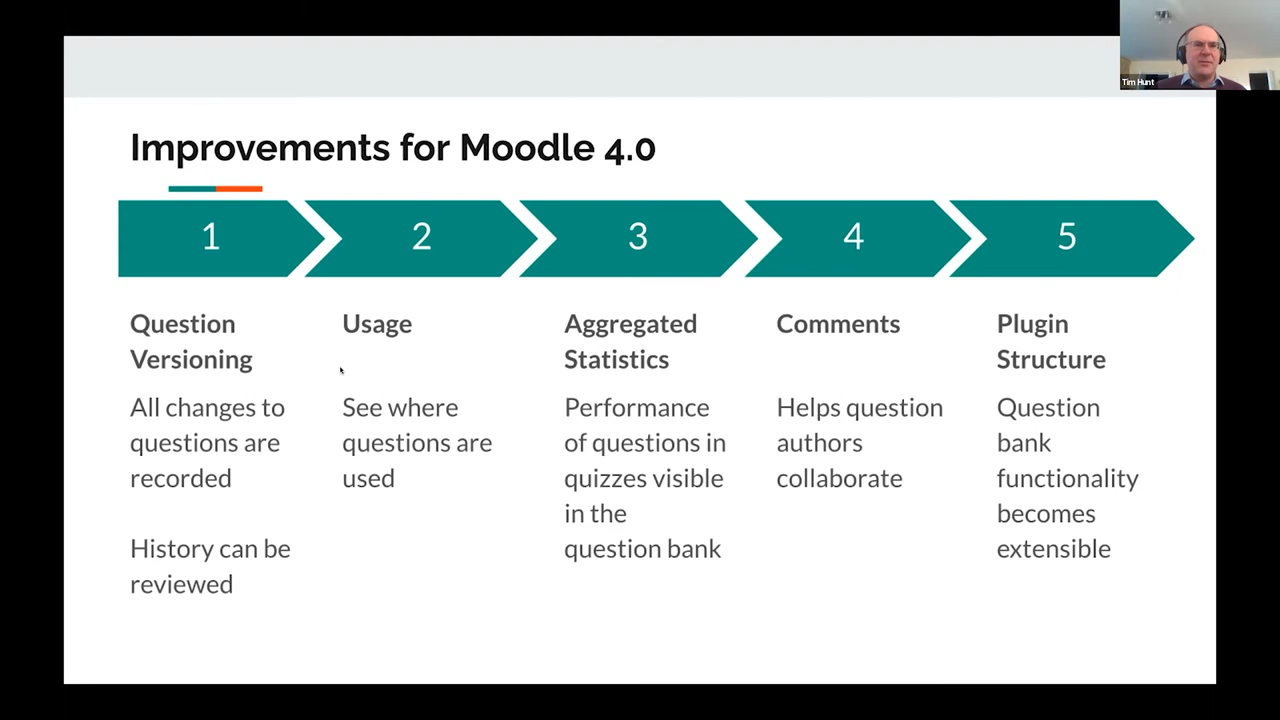 Tim Hunt
Improvements for Moodle 4.0
1
2
3
4
5
Question
Versioning
All changes to
questions are
recorded
History can be
reviewed
Usage
See where
questions are
used
Aggregated
Statistics
Performance
of questions in
quizzes visible
in the
question bank
Comments
Helps question
authors
collaborate
Plugin
Structure
Question
bank
functionality
becomes
extensible